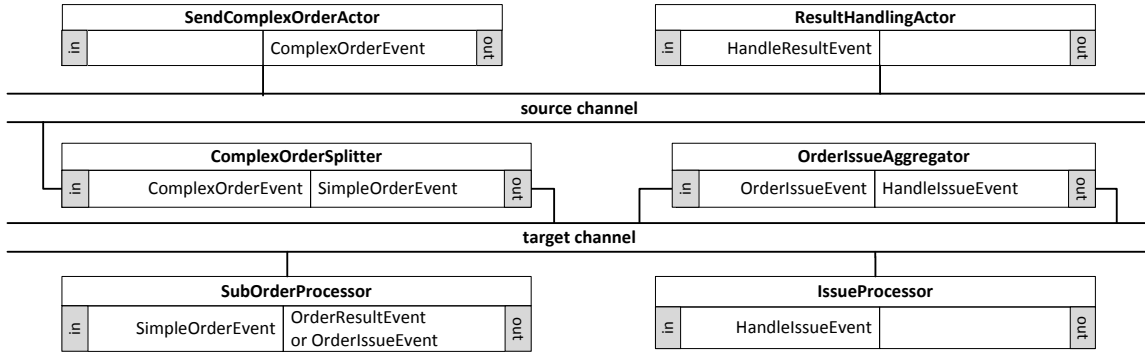 SendComplexOrderActor
in
ComplexOrderEvent
out
ResultHandlingActor
in
HandleResultEvent
out
source channel
ComplexOrderSplitter
in
ComplexOrderEvent
SimpleOrderEvent
out
OrderIssueAggregator
in
OrderIssueEvent
HandleIssueEvent
out
target channel
SubOrderProcessor
in
SimpleOrderEvent
OrderResultEvent
or OrderIssueEvent
out
IssueProcessor
in
HandleIssueEvent
out